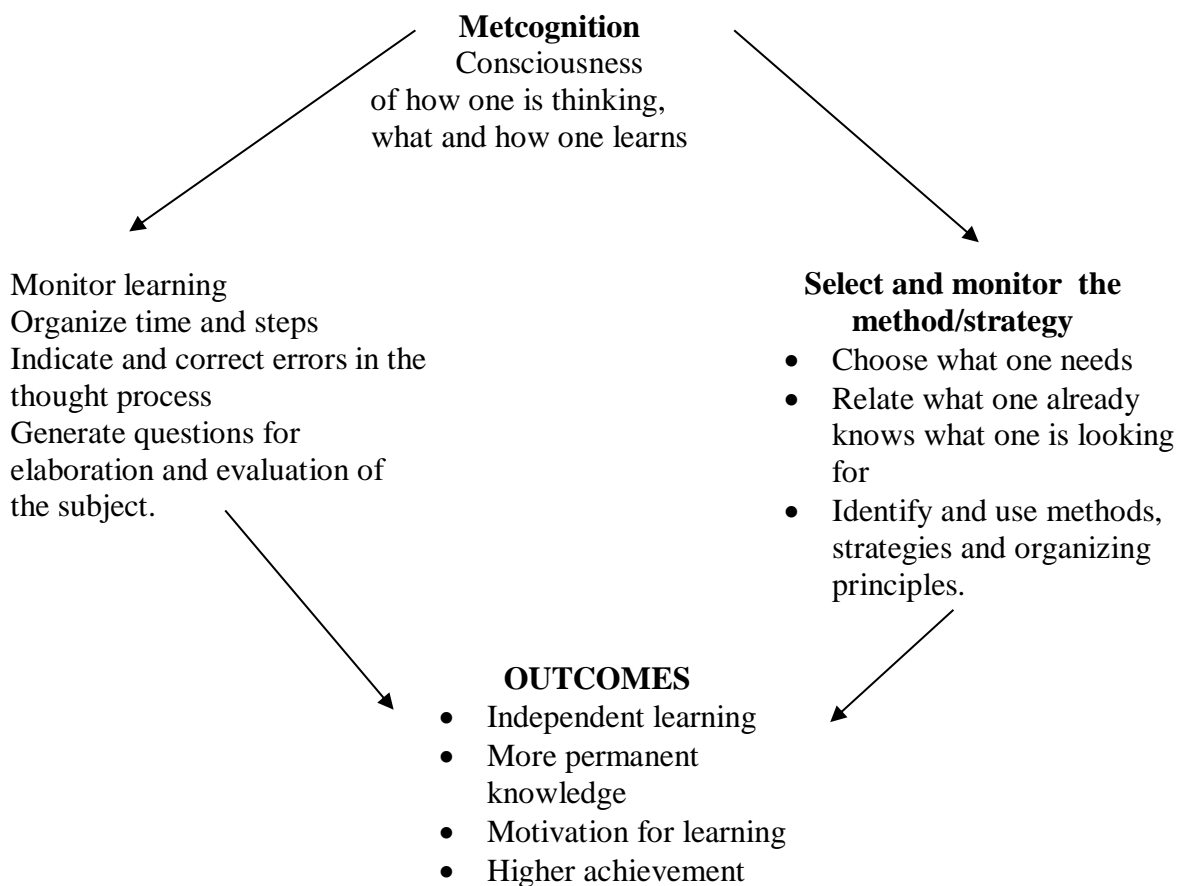 Metcognition
Consciousness
of how one is thinking,
what and how one learns
Monitor learning
Organize time and steps
Indicate and correct errors in the
thought process
Generate questions for
elaboration and evaluation of
the subject.
Select and monitor  the
method/strategy
• Choose what one needs
• Relate what one already
knows what one is looking
for
• Identify and use methods,
strategies and organizing
principles.
OUTCOMES
• Independent learning
• More permanent
knowledge
• Motivation for learning
• Higher achievement